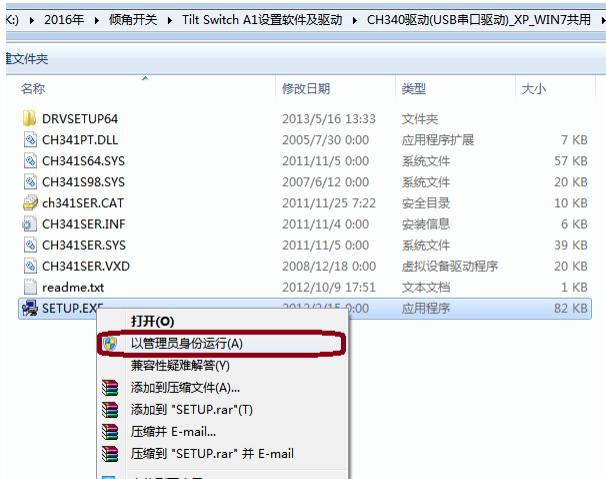 K:) 2016年 倾角开关 Tilt Switch A1设置软件及驱动 CH340驱动(USB串口驱动)_XP_WIN7共用
建文件夹
名称 修改日期 类型 大小
DRVSETUP64 2013/5/16 13:33 文件夹
CH341PT.DLL 2005/7/30 0:00 应用程序扩展 7 KB
CH341S64.SYS 2011/11/5 0:00 系统文件 57 KB
CH341S98.SYS 2007/6/12 0:00 系统文件 20 KB
ch341SER.CAT 2011/11/25 7:22 安全目录 10 KB
CH341SER.INF 2011/11/4 0:00 安装信息 6 KB
CH341SER.SYS 2011/11/5 0:00 系统文件 39 KB
CH341SER.VXD 2008/12/18 0:00 虚拟设备驱动程序 20 KB
readme.txt 2012/10/9 17:51 文本文档 1 KB
SETUP.EXE 2012/2/15 0:00 应用程序 82 KB
打开(O)
以管理员身份运行(A)
兼容性疑难解答(Y)
添加到压缩文件(A)...
添加到 "SETUP.rar"(T)
压缩并 E-mail...
压缩到 "SETUP.rar" 并 E-mail